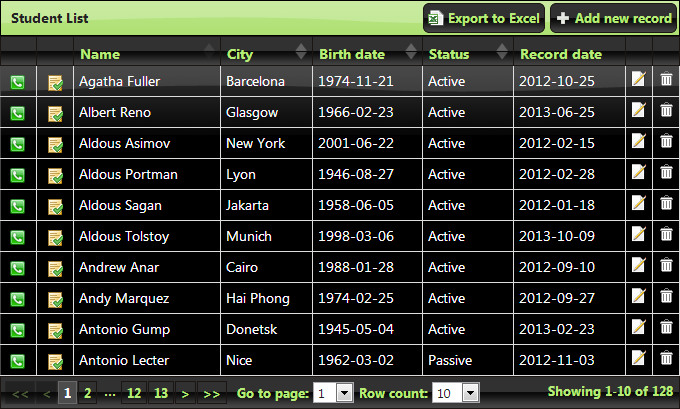 Student List Export to Excel Add new record
Name City Birth date Status Record date
Agatha Fuller Barcelona 1974-11-21 Active 2012-10-25
Albert Reno Glasgow 1966-02-23 Active 2013-06-25
Aldous Asimov New York 2001-06-22 Active 2012-02-15
Aldous Portman Lyon 1946-08-27 Active 2012-02-28
Aldous Sagan Jakarta 1958-06-05 Active 2012-01-18
Aldous Tolstoy Munich 1998-03-06 Active 2013-10-09
Andrew Anar Cairo 1988-01-28 Active 2012-09-10
Andy Marquez Hai Phong 1974-02-25 Active 2012-09-27
Antonio Gump Donetsk 1945-05-04 Active 2013-02-23
Antonio Lecter Nice 1962-03-02 Passive 2012-11-03
<< < 1 2 ... 12 13 > >> Go to page: 1 Row count: 10 Showing 1-10 of 128